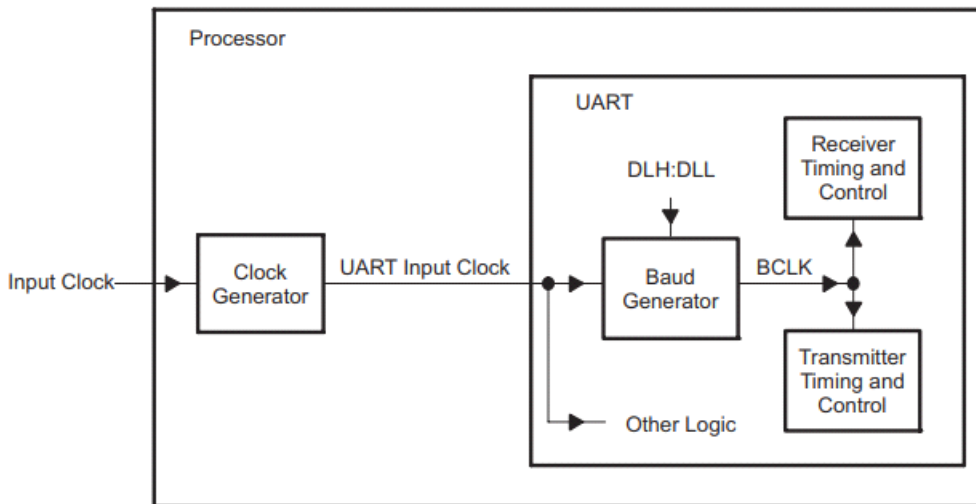 Processor
UART
Receiver
Timing and
Control
DLH:DLL
Input Clock
Clock
Generator
UART Input Clock
Baud
Generator
BCLK
Transmitter
Timing and
Control
Other Logic